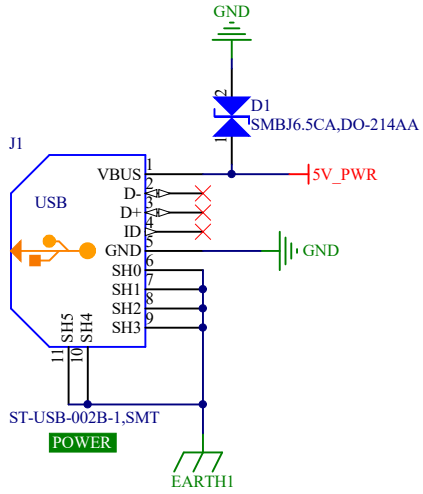 GND
2
D1
SMBJ6.5CA,DO-214AA
1
J1
USB
VBUS 1
5V_PWR
D- 2
D+ 3
ID 4
GND 5
GND
SH0 6
SH1 7
SH2 8
SH3 9
SH5 11
SH4 10
ST-USB-002B-1,SMT
POWER
EARTH1